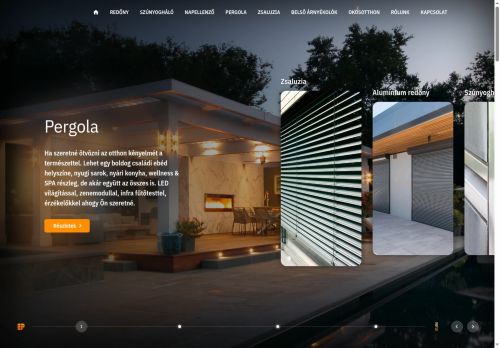 REDŐNY SZÚNYOGHÁLÓ NAPELLENZŐ PERGOLA ZSALUZIA BELSŐ ÁRNYÉKOLÓK OKOSOTTHON RÓLUNK KAPCSOLAT
Zsaluzia
Alumínium redőny
Szúnyogh
Pergola
Ha szeretné ötvözni az otthon kényelmét a
természettel. Lehet egy boldog családi ebéd
helyszíne, nyugi sarok, nyári konyha, wellness &
SPA részleg, de akár együtt az összes is. LED
világítással, zenemodullal, infra fűtőtesttel,
érzékelőkkel ahogy Ön szeretné.
Részletek
1